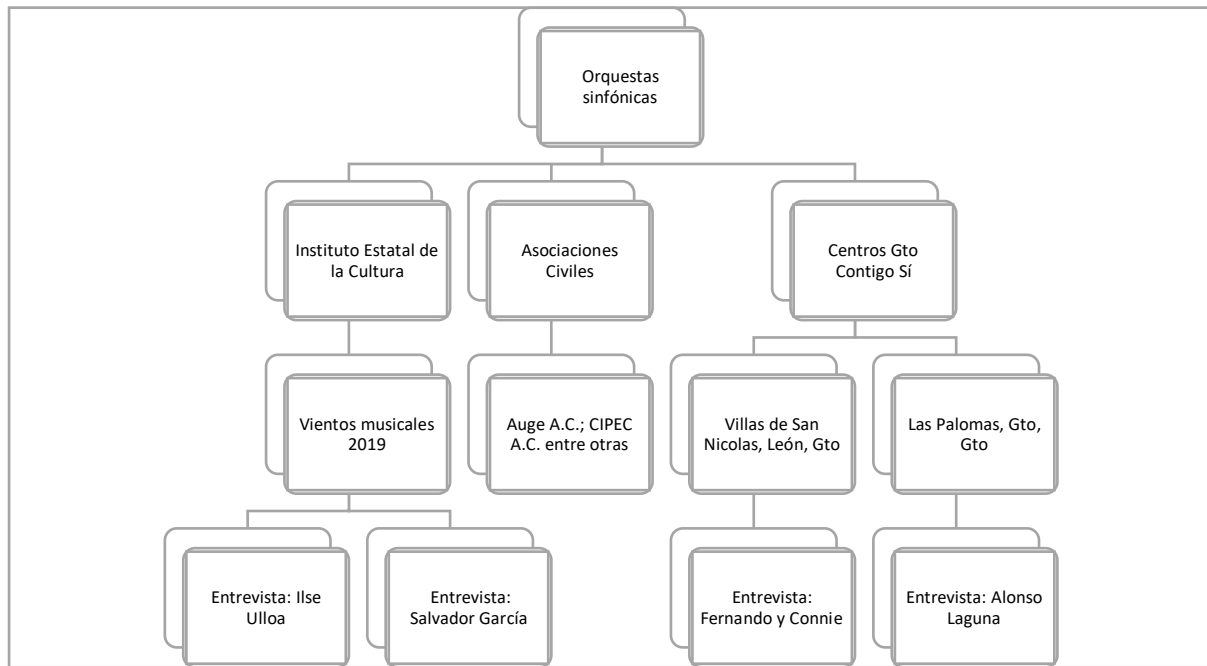 Orquestas
sinfónicas
Instituto Estatal de
la Cultura
Asociaciones
Civiles
Centros Gto
Contigo Sí
Vientos musicales
2019
Auge A.C.; CIPEC
A.C. entre otras
Villas de San
Nicolas, León, Gto
Las Palomas, Gto,
Gto
Entrevista: Ilse
Ulloa
Entrevista:
Salvador García
Entrevista:
Fernando y Connie
Entrevista: Alonso
Laguna